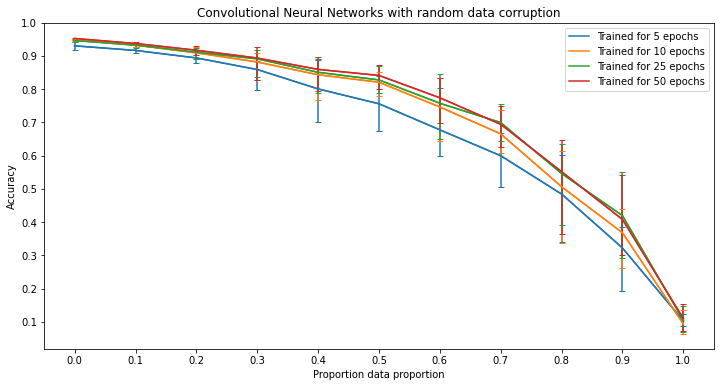 Convolutional Neural Networks with random data corruption
Trained for 5 epochs
Trained for 10 epochs
Trained for 25 epochs
Trained for 50 epochs
Accuracy
1.0
0.9
0.8
0.7
0.6
0.5
0.4
0.3
0.2
0.1
0.0 0.1 0.2 0.3 0.4 0.5 0.6 0.7 0.8 0.9 1.0
Proportion data proportion